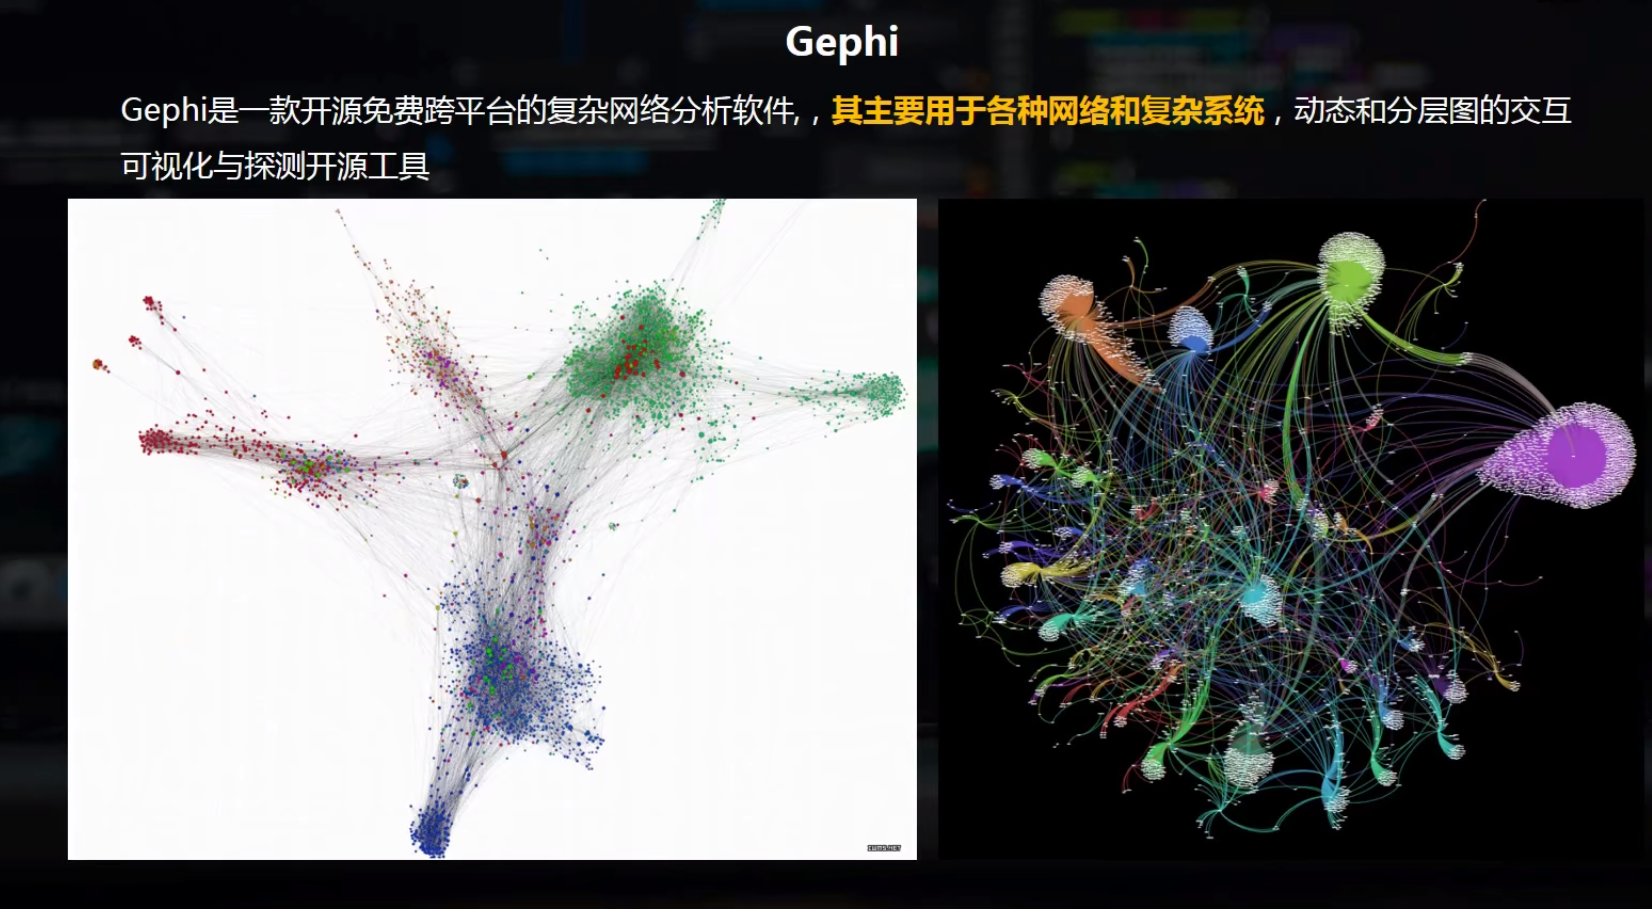 Gephi
Gephi是一款开源免费跨平台的复杂网络分析软件,，其主要用于各种网络和复杂系统，动态和分层图的交互
可视化与探测开源工具